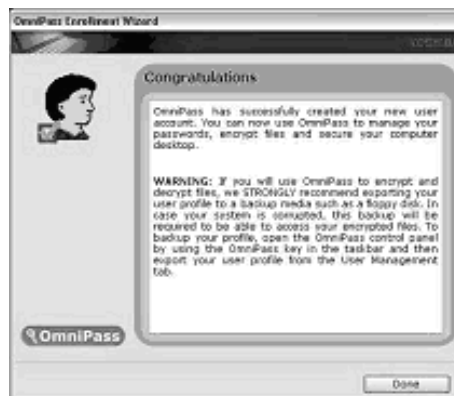 OmniPass Enrollment Wizard
Congratulations
OmniPass has successfully created your new user
account. You can now use OmniPass to manage your
passwords, encrypt files and secure your computer
desktop.
WARNING: If you will use OmniPass to encrypt and
decrypt files, we STRONGLY recommend exporting your
user profile to a backup media such as a floppy disk. In
case your system is corrupted, this backup will be
required to be able to access your encrypted files. To
backup your profile, open the OmniPass control panel
by using the OmniPass key in the taskbar and then
export your user profile from the User Management
tab.
OmniPass
Done